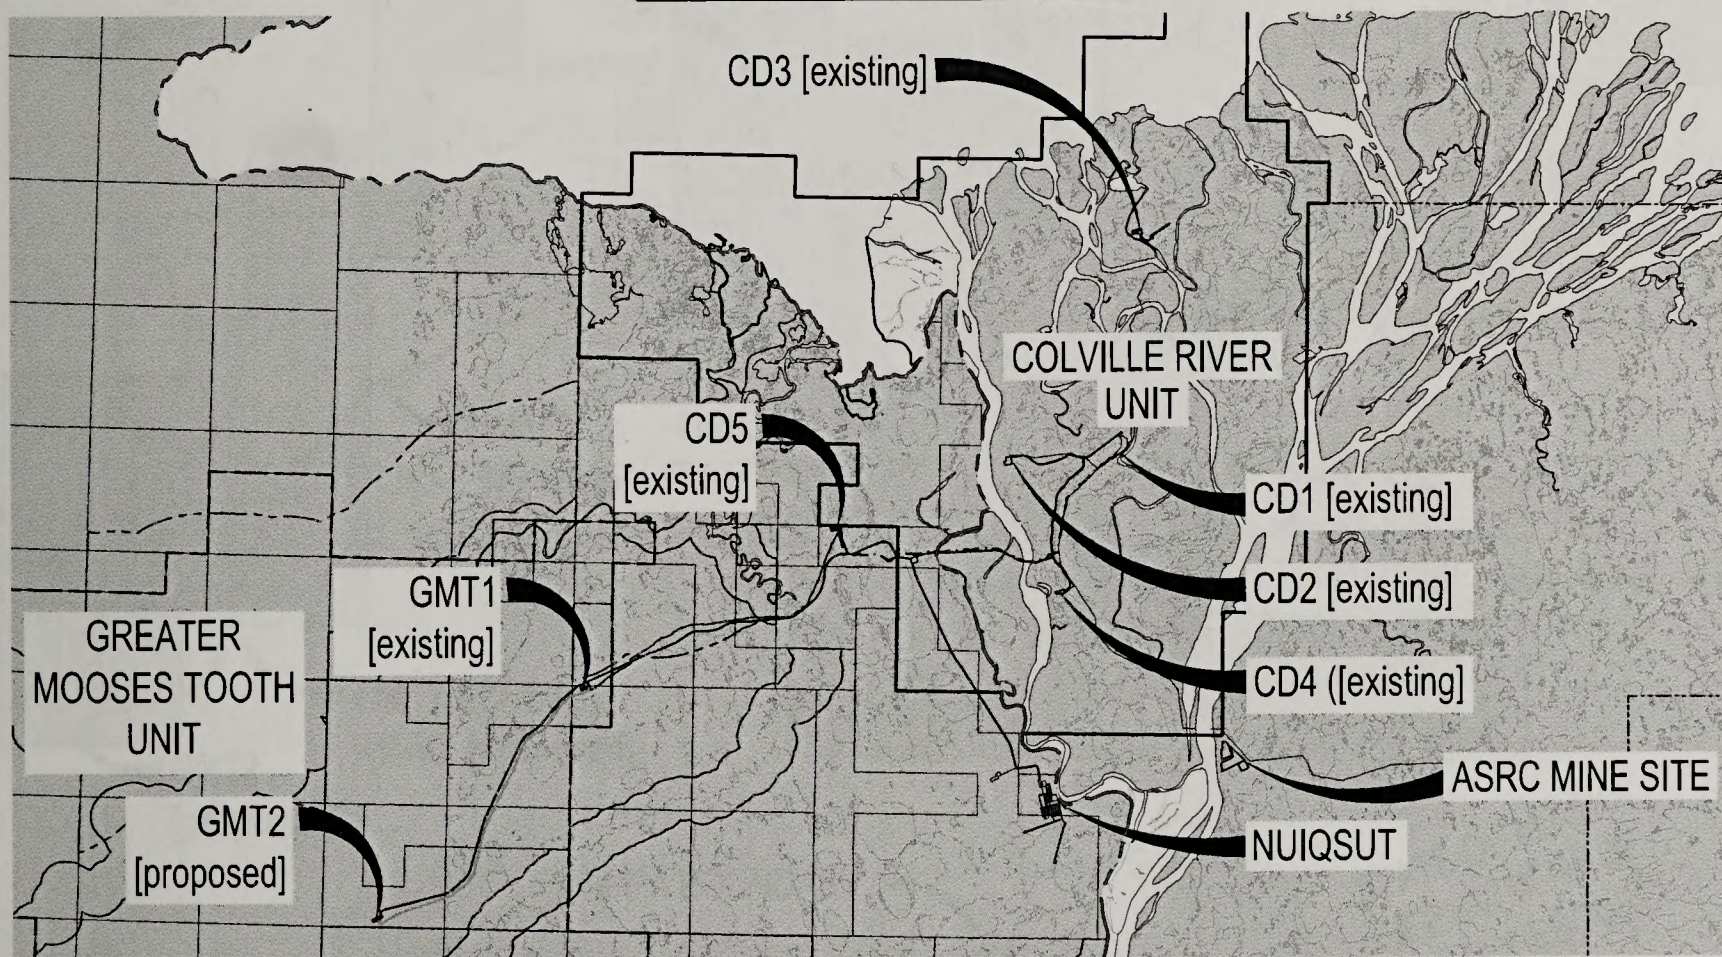 CD3 [existing]
COLVILLE RIVER
UNIT
CD5
[existing]
CD1 [existing]
GMT1
[existing]
CD2 [existing]
GREATER
MOOSES TOOTH
UNIT
CD4 ([existing]
ASRC MINE SITE
GMT2
[proposed]
NUIQSUT